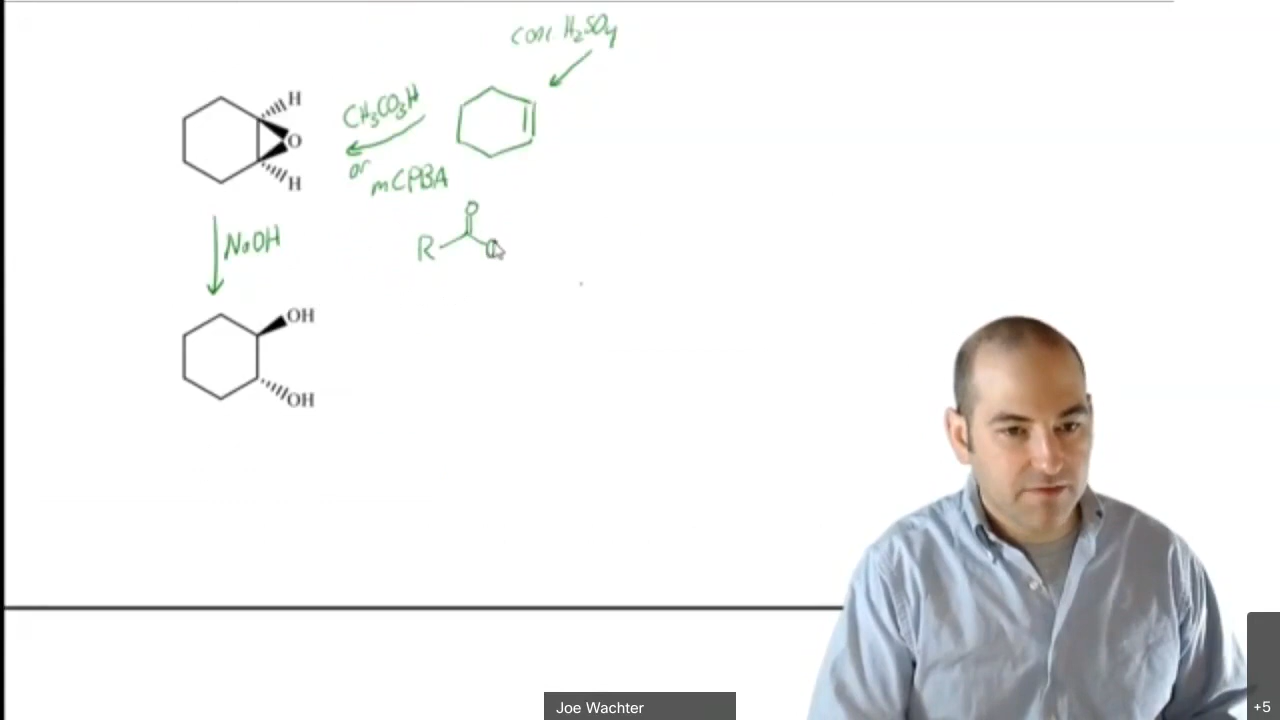 conc H₂SO₄
H
CH₃CO₃H
O
or
mCPBA
H
O
R
O
NaOH
OH
OH
Joe Wachter
+5